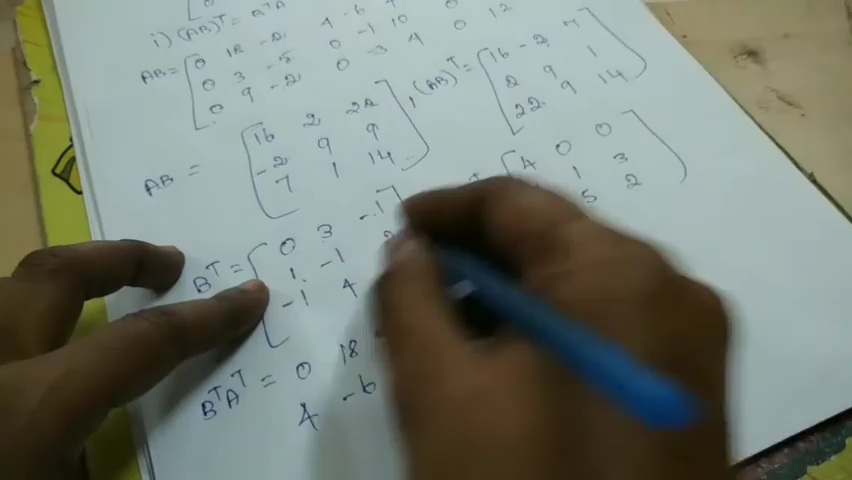 i) (AB)ᵀ = BᵀAᵀ
AB = 0 18 -2 4 -6 4
0 3 -5 0 -1 10
0 9 -2 0 -3 4 0 12
AB = 16 2 22 , (AB)ᵀ = 16 -2 7
-2 9 9 2 9 1
7 1 14 22 9 14
Bᵀ = 0 3 -1 4 0 0
1 -1 1 3
-1 4 5 2
BᵀAᵀ = 0 18
4 -6